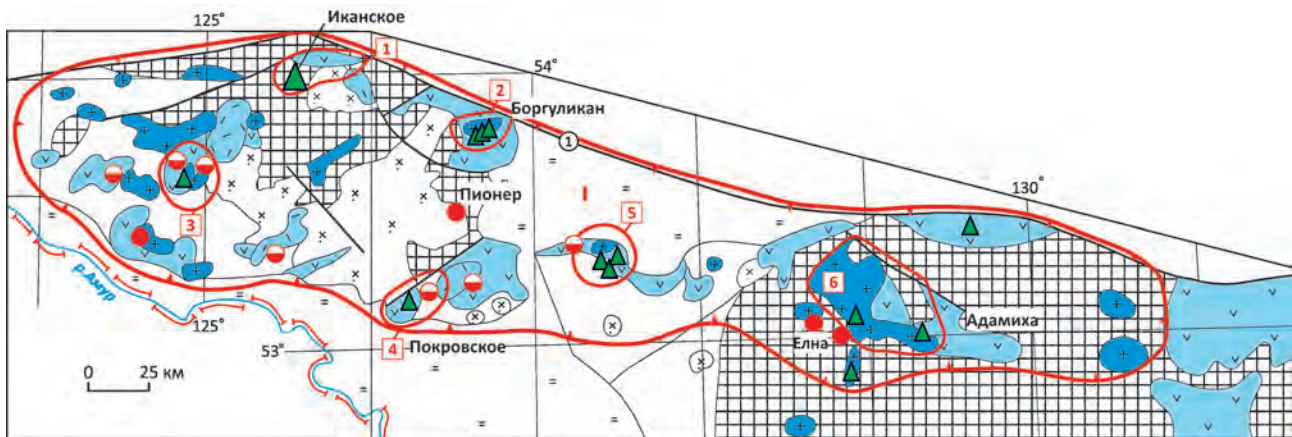 125°
Иканское
1
54°
2
Боргуликан
1
130°
Пионер
I
5
3
6
р.Амур
Адамиха
Елна
125°
53°
4
Покровское
0 25 км